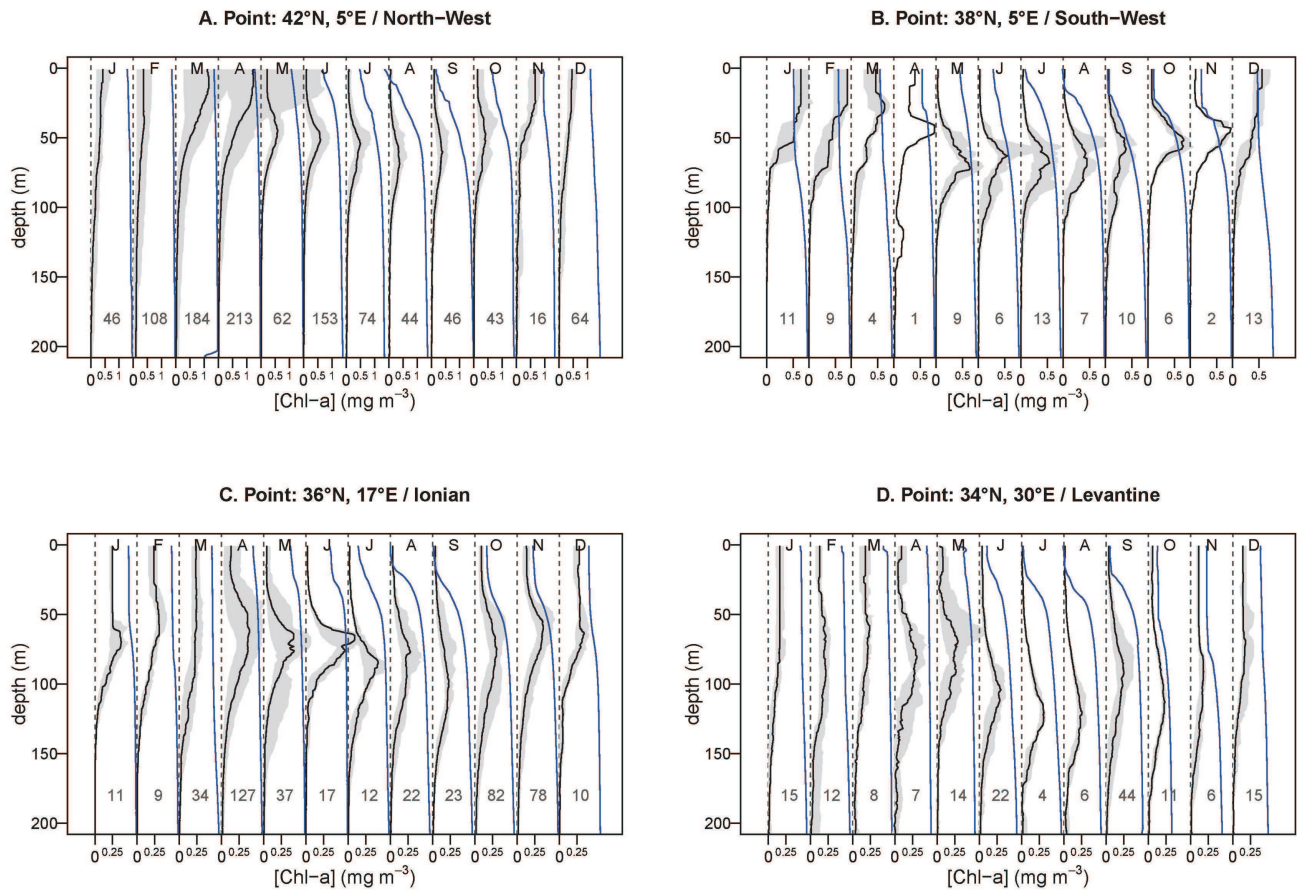 A. Point: 42°N, 5°E / North−West
J F M A M J J A S O N D
0
50
100
150
200
depth (m)
46 108 184 213 62 153 74 44 46 43 16 64
0 0.5 1 0 0.5 1 0 0.5 1 0 0.5 1 0 0.5 1 0 0.5 1 0 0.5 1 0 0.5 1 0 0.5 1 0 0.5 1 0 0.5 1 0 0.5 1
[Chl−a] (mg m−3)
B. Point: 38°N, 5°E / South−West
J F M A M J J A S O N D
0
50
100
150
200
depth (m)
11 9 4 1 9 6 13 7 10 6 2 13
0 0.5 0 0.5 0 0.5 0 0.5 0 0.5 0 0.5 0 0.5 0 0.5 0 0.5 0 0.5 0 0.5 0 0.5
[Chl−a] (mg m−3)
C. Point: 36°N, 17°E / Ionian
J F M A M J J A S O N D
0
50
100
150
200
depth (m)
11 9 34 127 37 17 12 22 23 82 78 10
0 0.25 0 0.25 0 0.25 0 0.25 0 0.25 0 0.25 0 0.25 0 0.25 0 0.25 0 0.25 0 0.25 0 0.25
[Chl−a] (mg m−3)
D. Point: 34°N, 30°E / Levantine
J F M A M J J A S O N D
0
50
100
150
200
depth (m)
15 12 8 7 14 22 4 6 44 11 6 15
0 0.25 0 0.25 0 0.25 0 0.25 0 0.25 0 0.25 0 0.25 0 0.25 0 0.25 0 0.25 0 0.25 0 0.25
[Chl−a] (mg m−3)